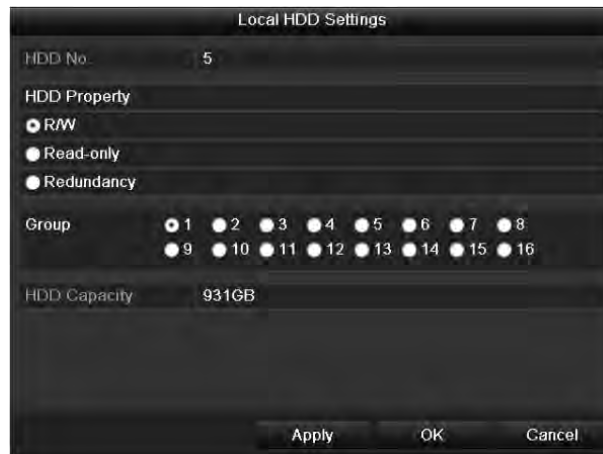 Local HDD Settings
HDD No. 5
HDD Property
R/W
Read-only
Redundancy
Group 1 2 3 4 5 6 7 8
9 10 11 12 13 14 15 16
HDD Capacity 931GB
Apply OK Cancel